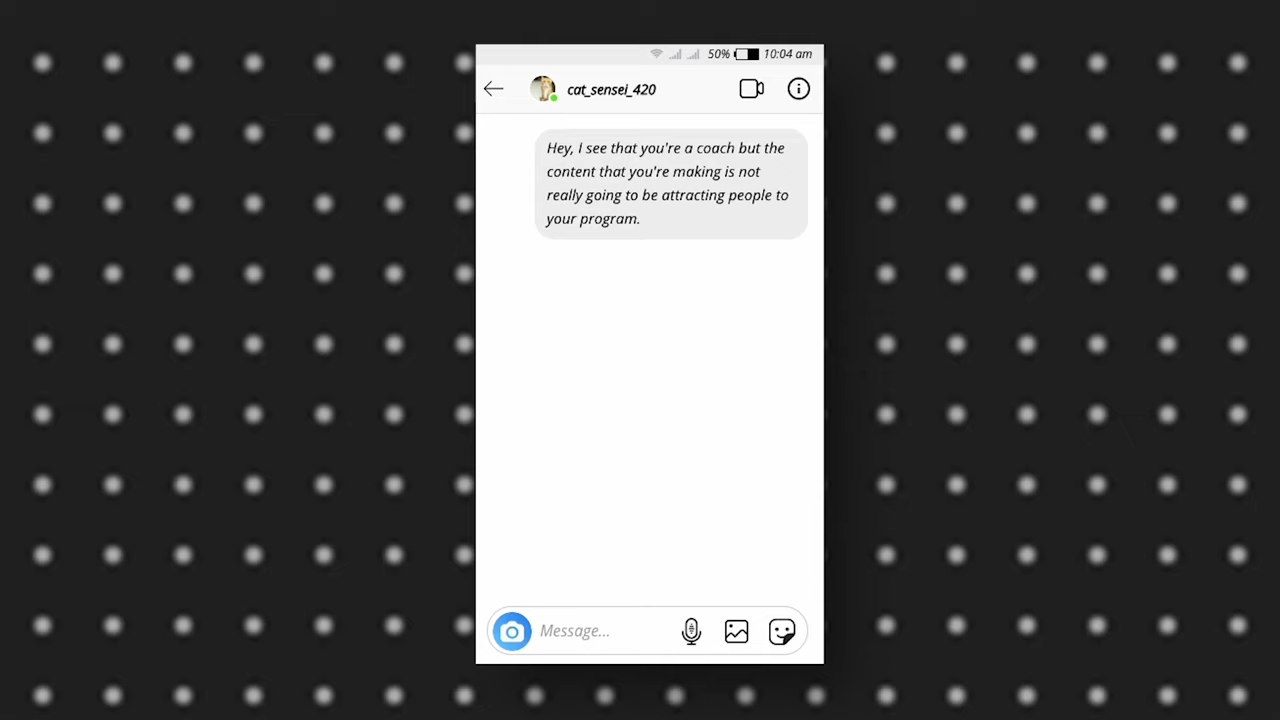 50% 10:04 am
cat_sensei_420
Hey, I see that you're a coach but the
content that you're making is not
really going to be attracting people to
your program.
Message...